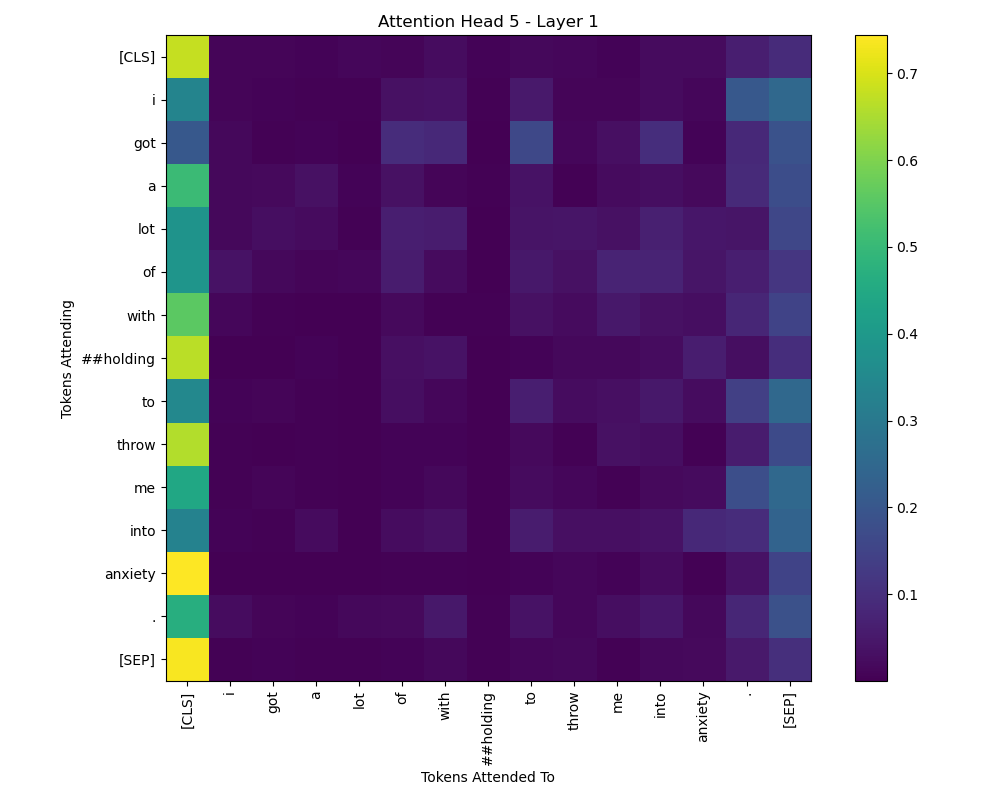 Attention Head 5 - Layer 1
Tokens Attending
[CLS]
i
got
a
lot
of
with
##holding
to
throw
me
into
anxiety
.
[SEP]
[CLS]
i
got
a
lot
of
with
##holding
to
throw
me
into
anxiety
.
[SEP]
Tokens Attended To
0.7
0.6
0.5
0.4
0.3
0.2
0.1